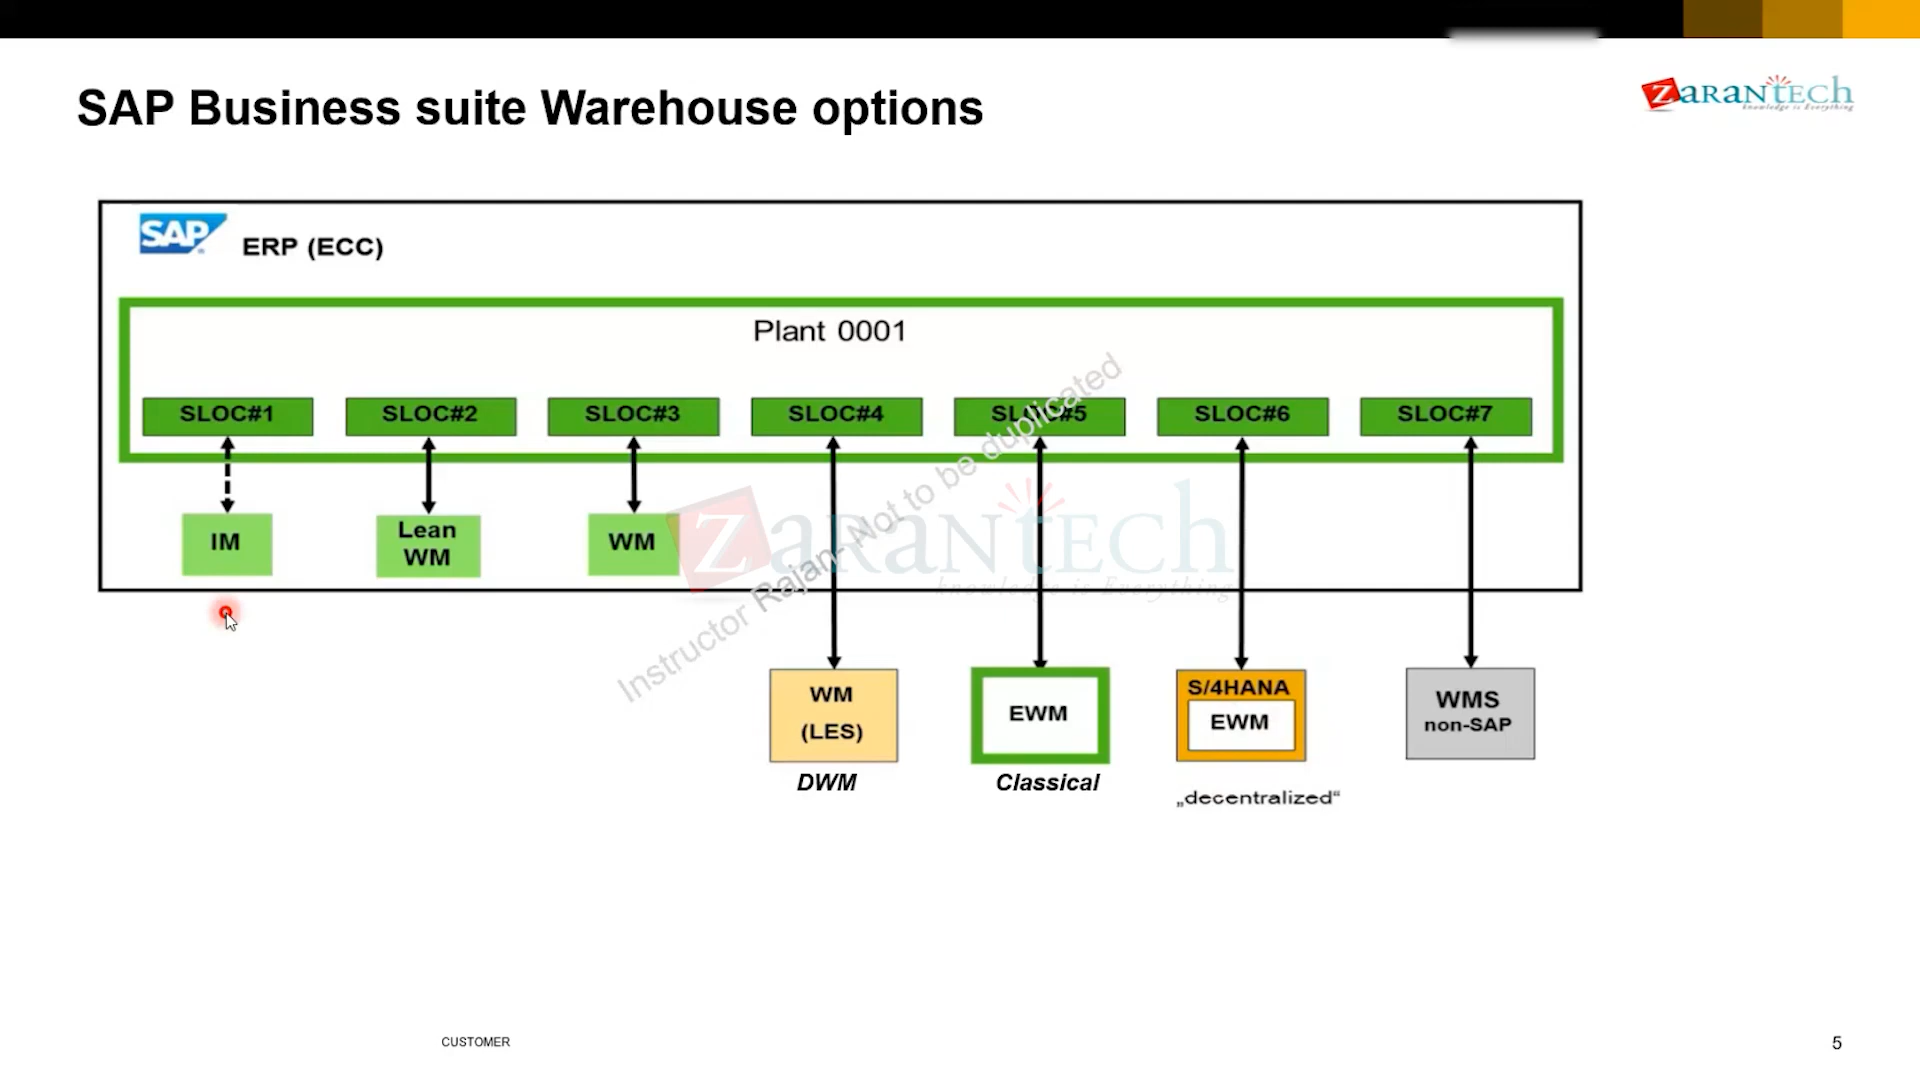 SAP Business suite Warehouse options
ZARANTECH
knowledge is Everything
SAP
ERP (ECC)
Plant 0001
SLOC#1
SLOC#2
SLOC#3
SLOC#4
SLOC#5
SLOC#6
SLOC#7
IM
Lean
WM
WM
ZARANTECH
knowledge is Everything
Instructor Rajan- Not to be duplicated
WM
(LES)
DWM
EWM
Classical
S/4HANA
EWM
„decentralized“
WMS
non-SAP
CUSTOMER
5